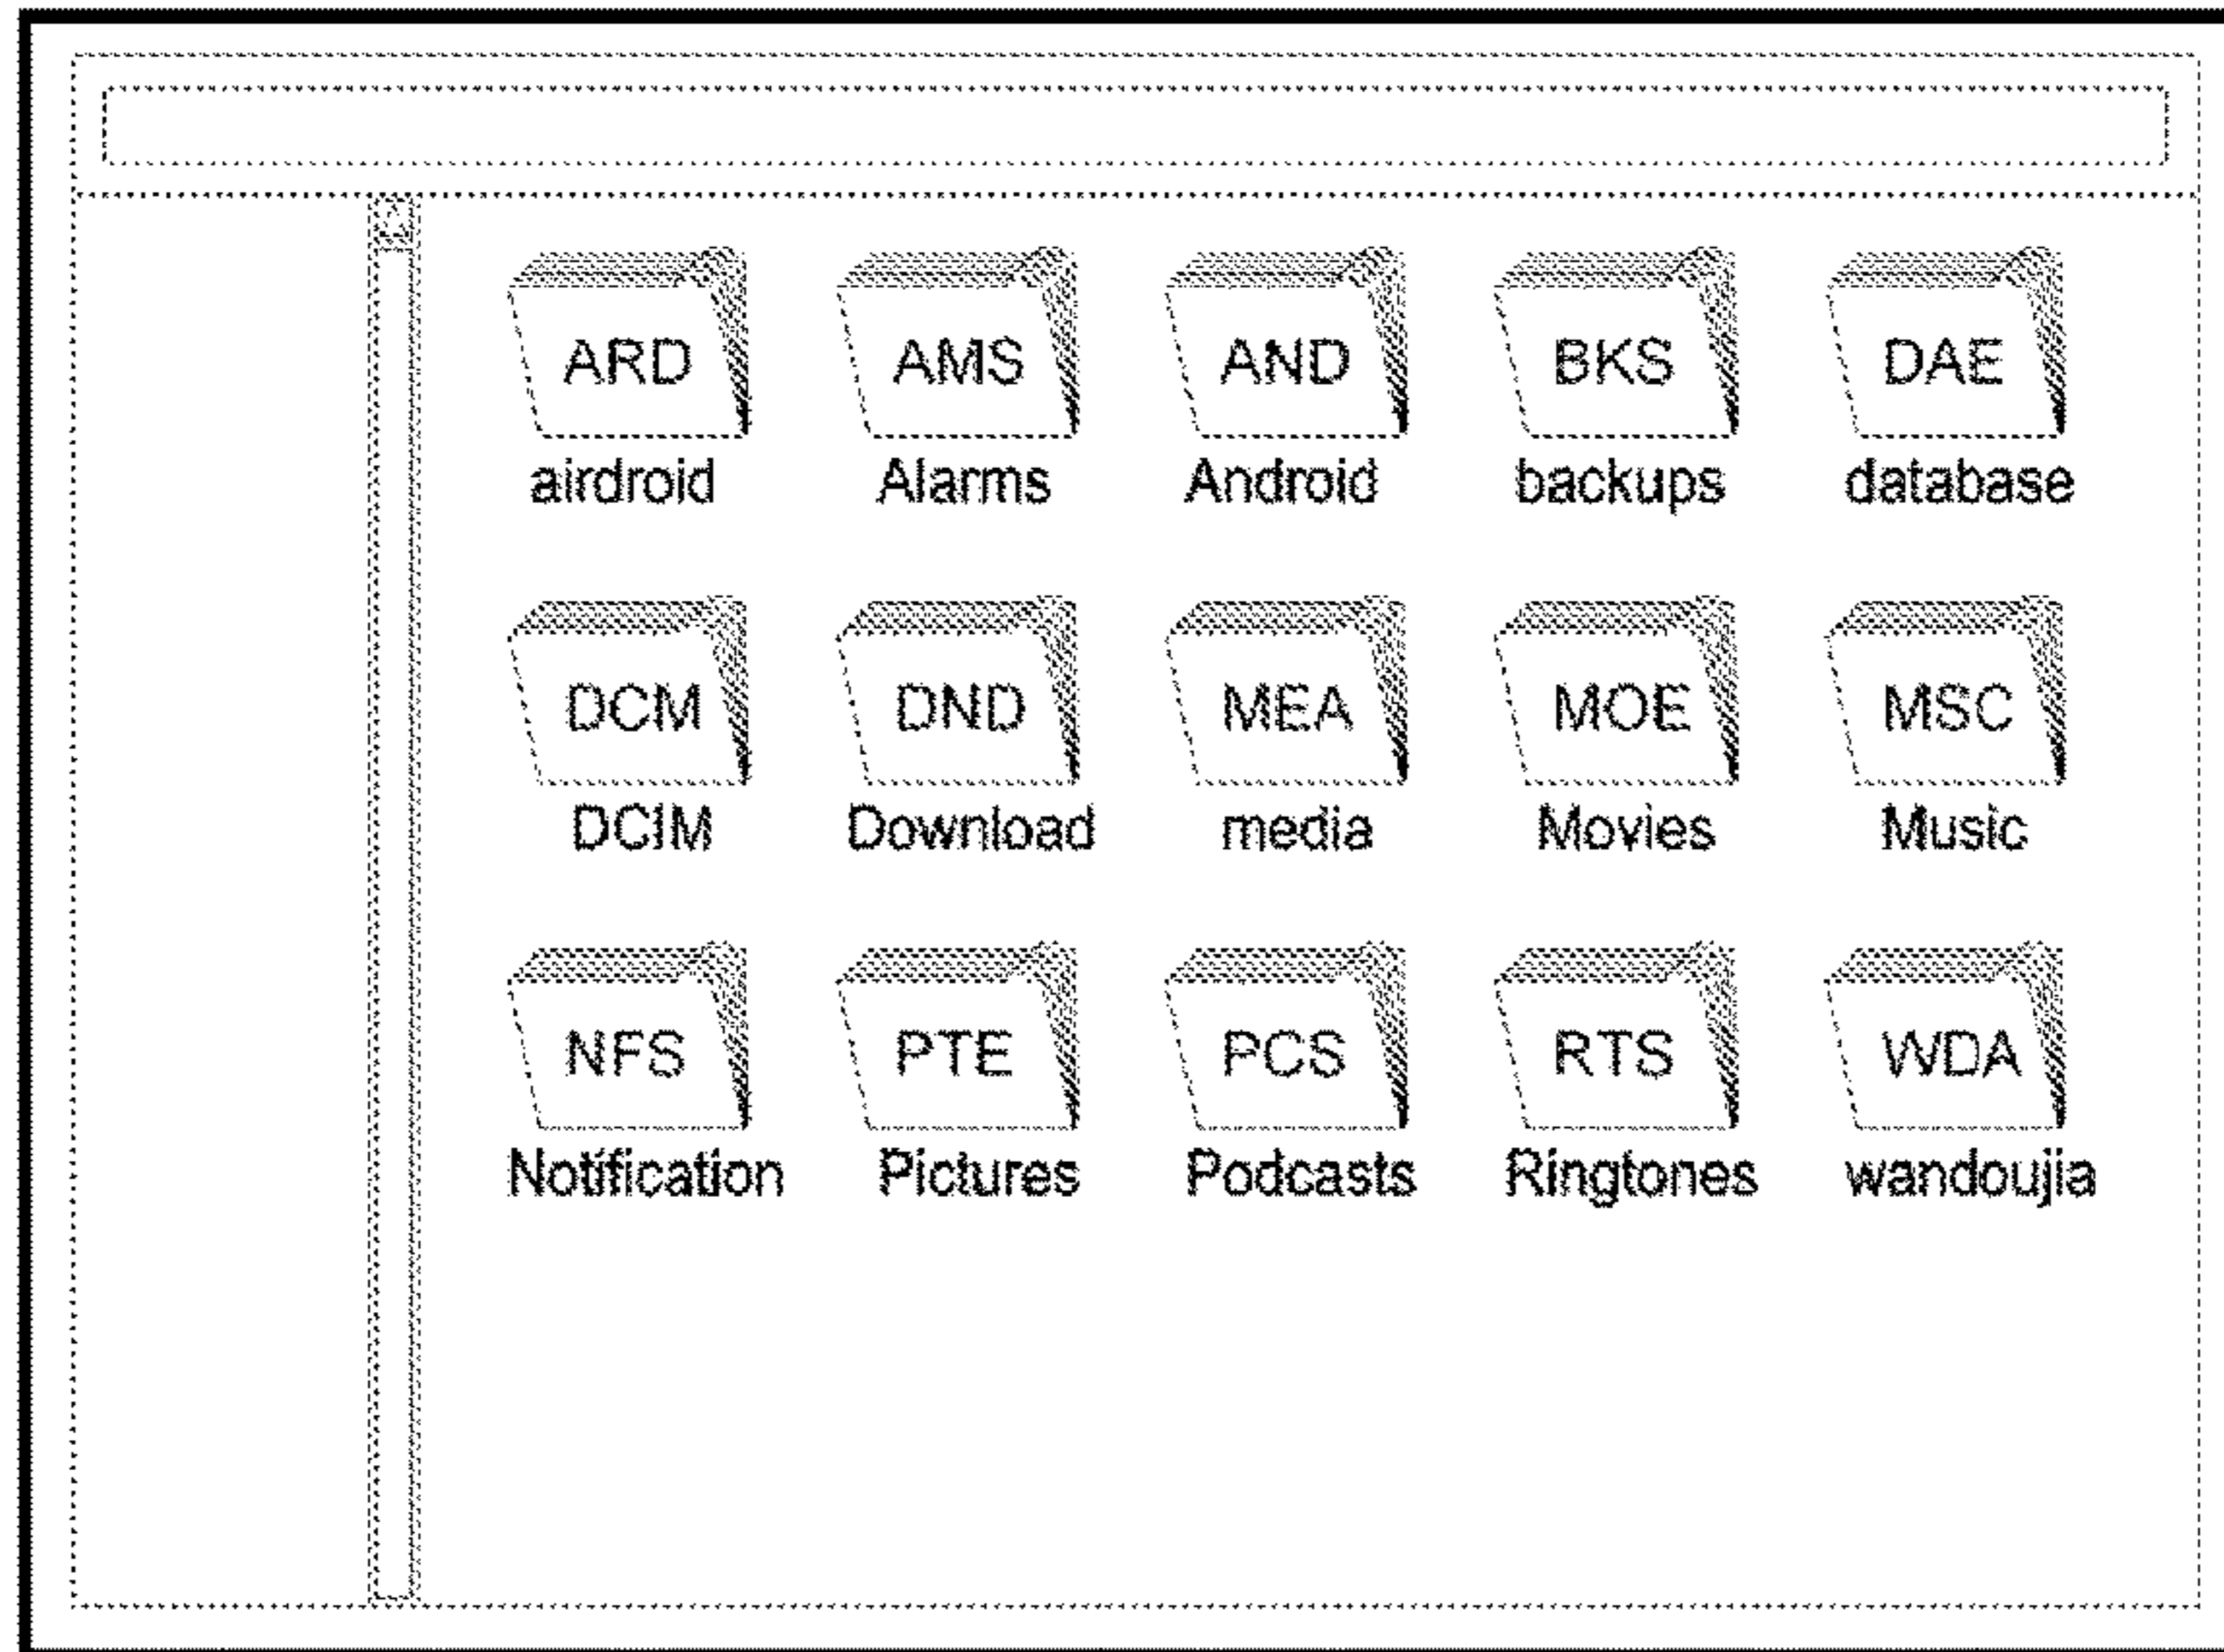 ARD AMS AND BKS DAE
airdroid Alarms Android backups database
DCM DND MEA MOE MSC
DCIM Download media Movies Music
NFS PTE PCS RTS WDA
Notification Pictures Podcasts Ringtones wandoujia